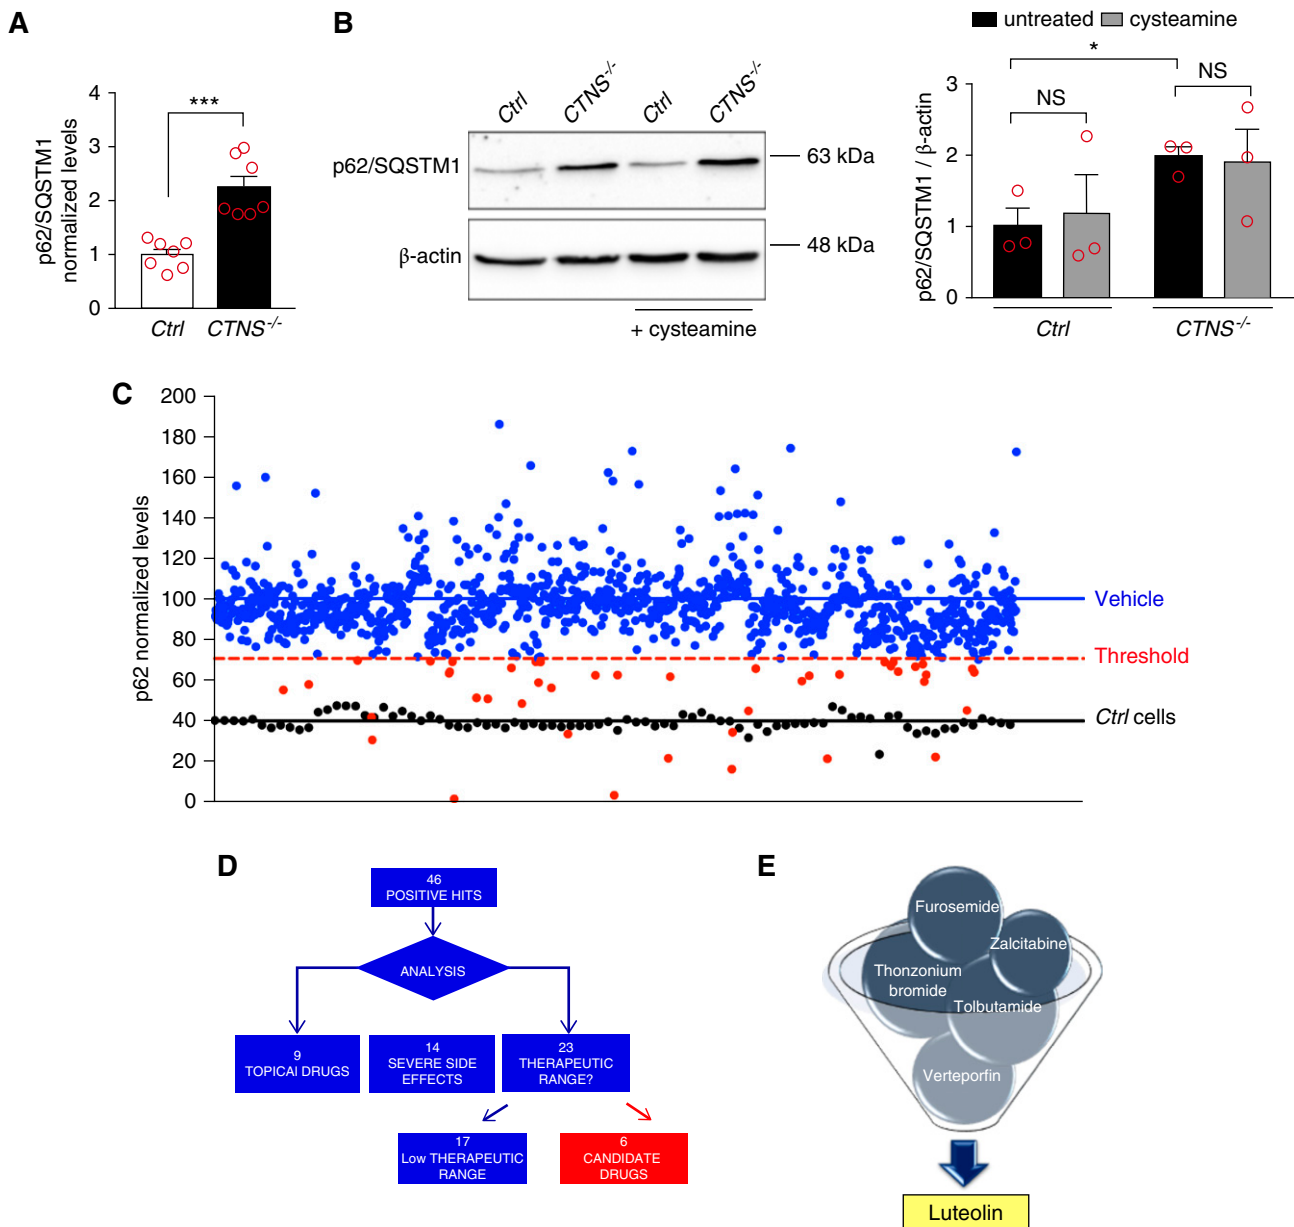 A
p62/SQSTM1
normalized levels
4
3
2
1
0
***
Ctrl
CTNS-/-
B
Ctrl
CTNS-/-
Ctrl
CTNS-/-
p62/SQSTM1
63 kDa
β-actin
48 kDa
+ cysteamine
untreated
cysteamine
p62/SQSTM1 / β-actin
3
2
1
0
*
NS
NS
Ctrl
CTNS-/-
C
p62 normalized levels
200
180
160
140
120
100
80
60
40
20
0
Vehicle
Threshold
Ctrl cells
D
46
POSITIVE HITS
ANALYSIS
9
TOPICAl DRUGS
14
SEVERE SIDE
EFFECTS
23
THERAPEUTIC
RANGE?
17
Low THERAPEUTIC
RANGE
6
CANDIDATE
DRUGS
E
Furosemide
Zalcitabine
Thonzonium
bromide
Tolbutamide
Verteporfin
Luteolin